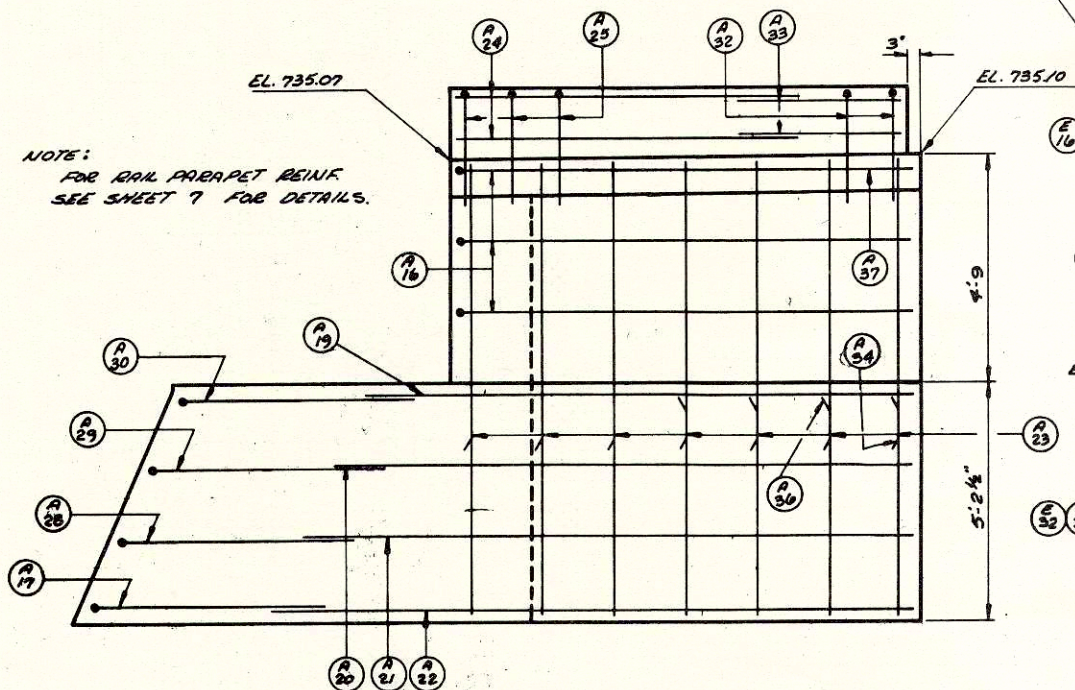 A 24
A 25
A 32
A 33
3"
EL. 735.07
EL. 735.10
E 16
NOTE:
FOR RAIL PARAPET REINF.
SEE SHEET 7 FOR DETAILS.
A 16
A 37
4'-9
A 19
A 34
A 30
A 29
A 23
A 36
5'-2½"
A 28
E 32
A 17
A 20
A 21
A 22